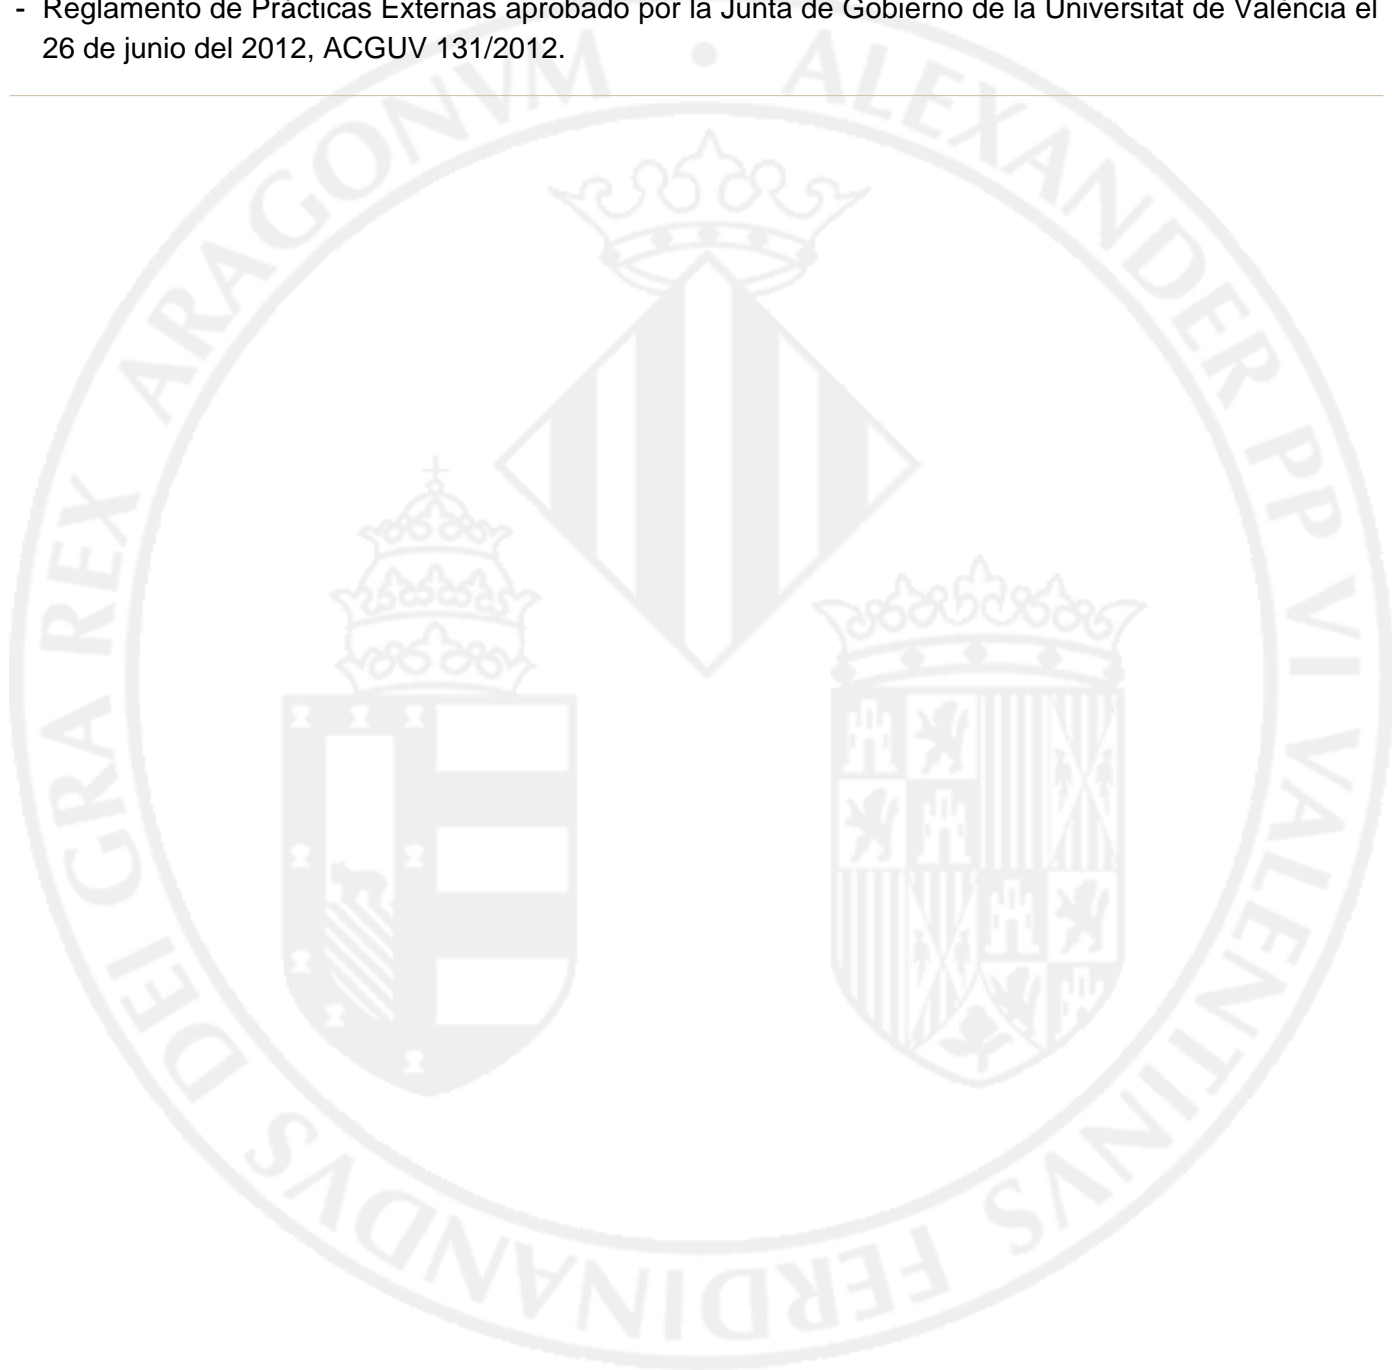 - Reglamento de Prácticas Externas aprobado por la Junta de Gobierno de la Universitat de València el
26 de junio del 2012, ACGUV 131/2012.
ALEXANDER PP VI VALENTINVS FERDINANDVS DEI GRA REX ARAGONVM •